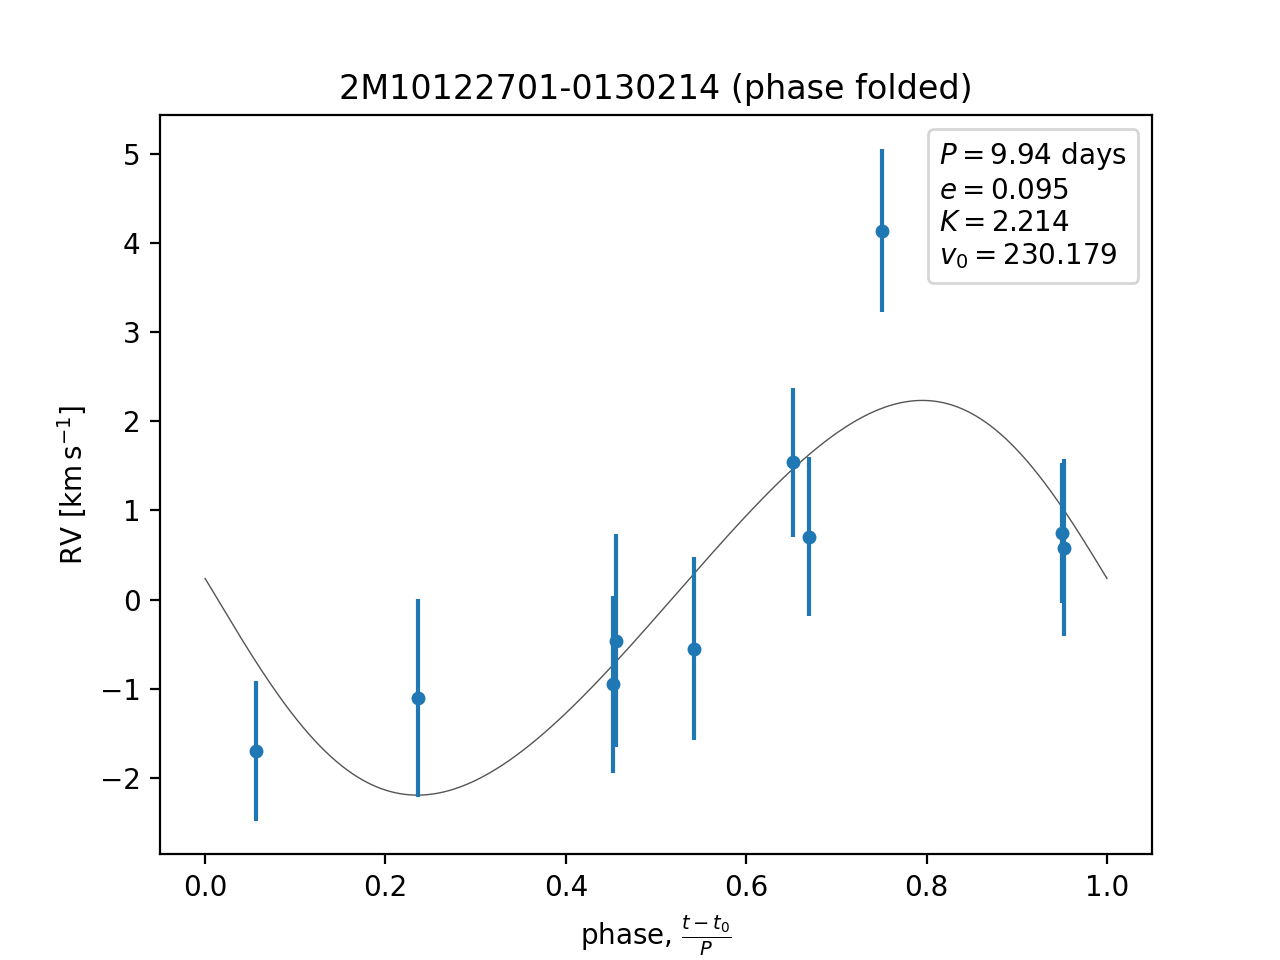 2M10122701-0130214 (phase folded)
P = 9.94 days
e = 0.095
K = 2.214
v₀ = 230.179
5
4
3
2
1
0
−1
−2
RV [km s⁻¹]
0.0 0.2 0.4 0.6 0.8 1.0
phase, (t − t₀)/P